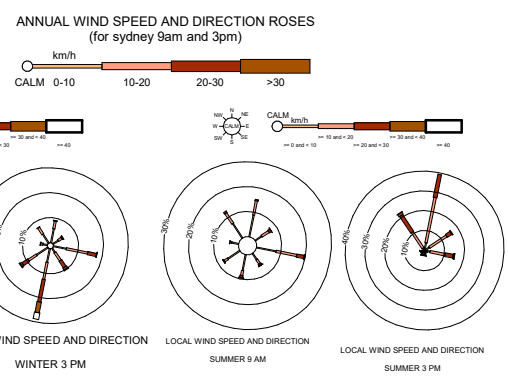 ANNUAL WIND SPEED AND DIRECTION ROSES
(for sydney 9am and 3pm)
km/h
CALM 0-10 10-20 20-30 >30
N
NW NE
W CALM E
SW SE
S
CALM km/h
>= 30 and < 40
>= 40
>= 0 and < 10
>= 10 and < 20
>= 20 and < 30
>= 30 and < 40
>= 40
10%
30%
20%
10%
40%
30%
20%
10%
WIND SPEED AND DIRECTION
WINTER 3 PM
LOCAL WIND SPEED AND DIRECTION
SUMMER 9 AM
LOCAL WIND SPEED AND DIRECTION
SUMMER 3 PM